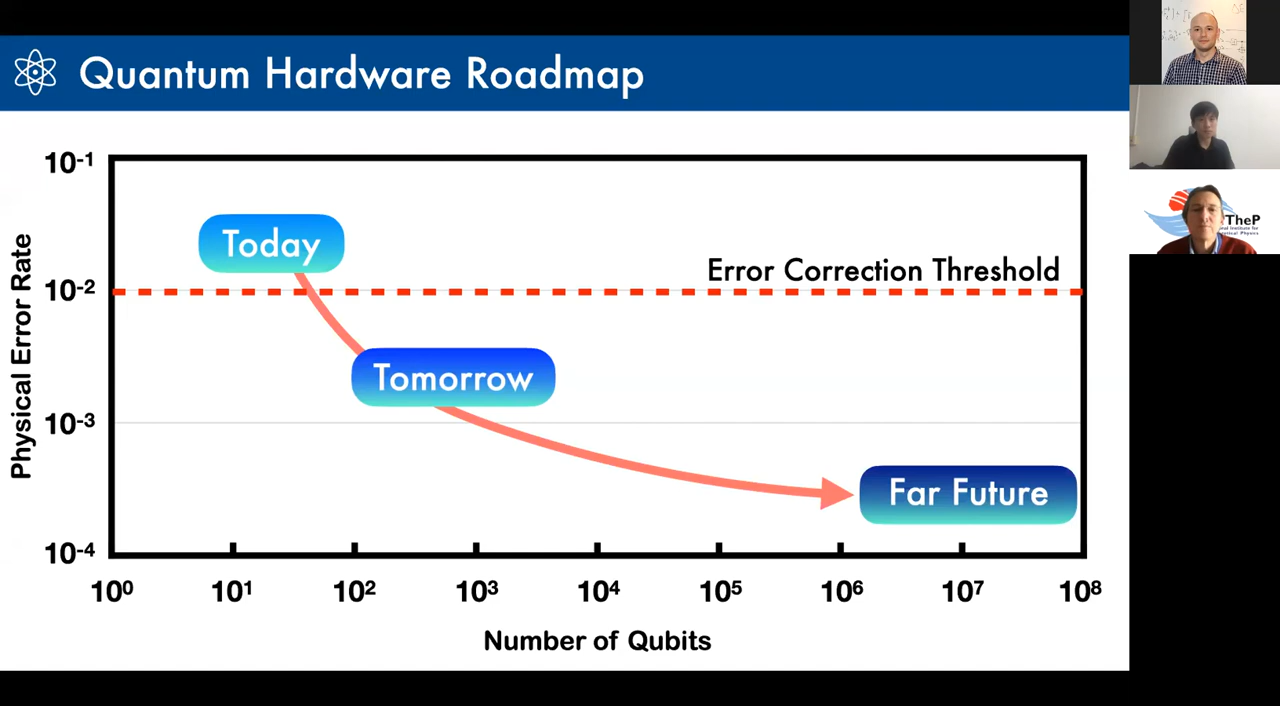 Quantum Hardware Roadmap
10⁻¹
Today
Error Correction Threshold
10⁻²
Physical Error Rate
Tomorrow
10⁻³
Far Future
10⁻⁴
10⁰ 10¹ 10² 10³ 10⁴ 10⁵ 10⁶ 10⁷ 10⁸
Number of Qubits
TheP